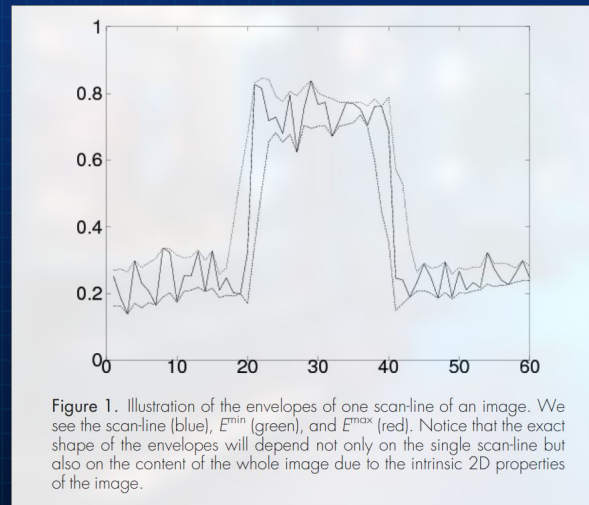 1
0.8
0.6
0.4
0.2
0
0 10 20 30 40 50 60
Figure 1. Illustration of the envelopes of one scan-line of an image. We
see the scan-line (blue), Emin (green), and Emax (red). Notice that the exact
shape of the envelopes will depend not only on the single scan-line but
also on the content of the whole image due to the intrinsic 2D properties
of the image.